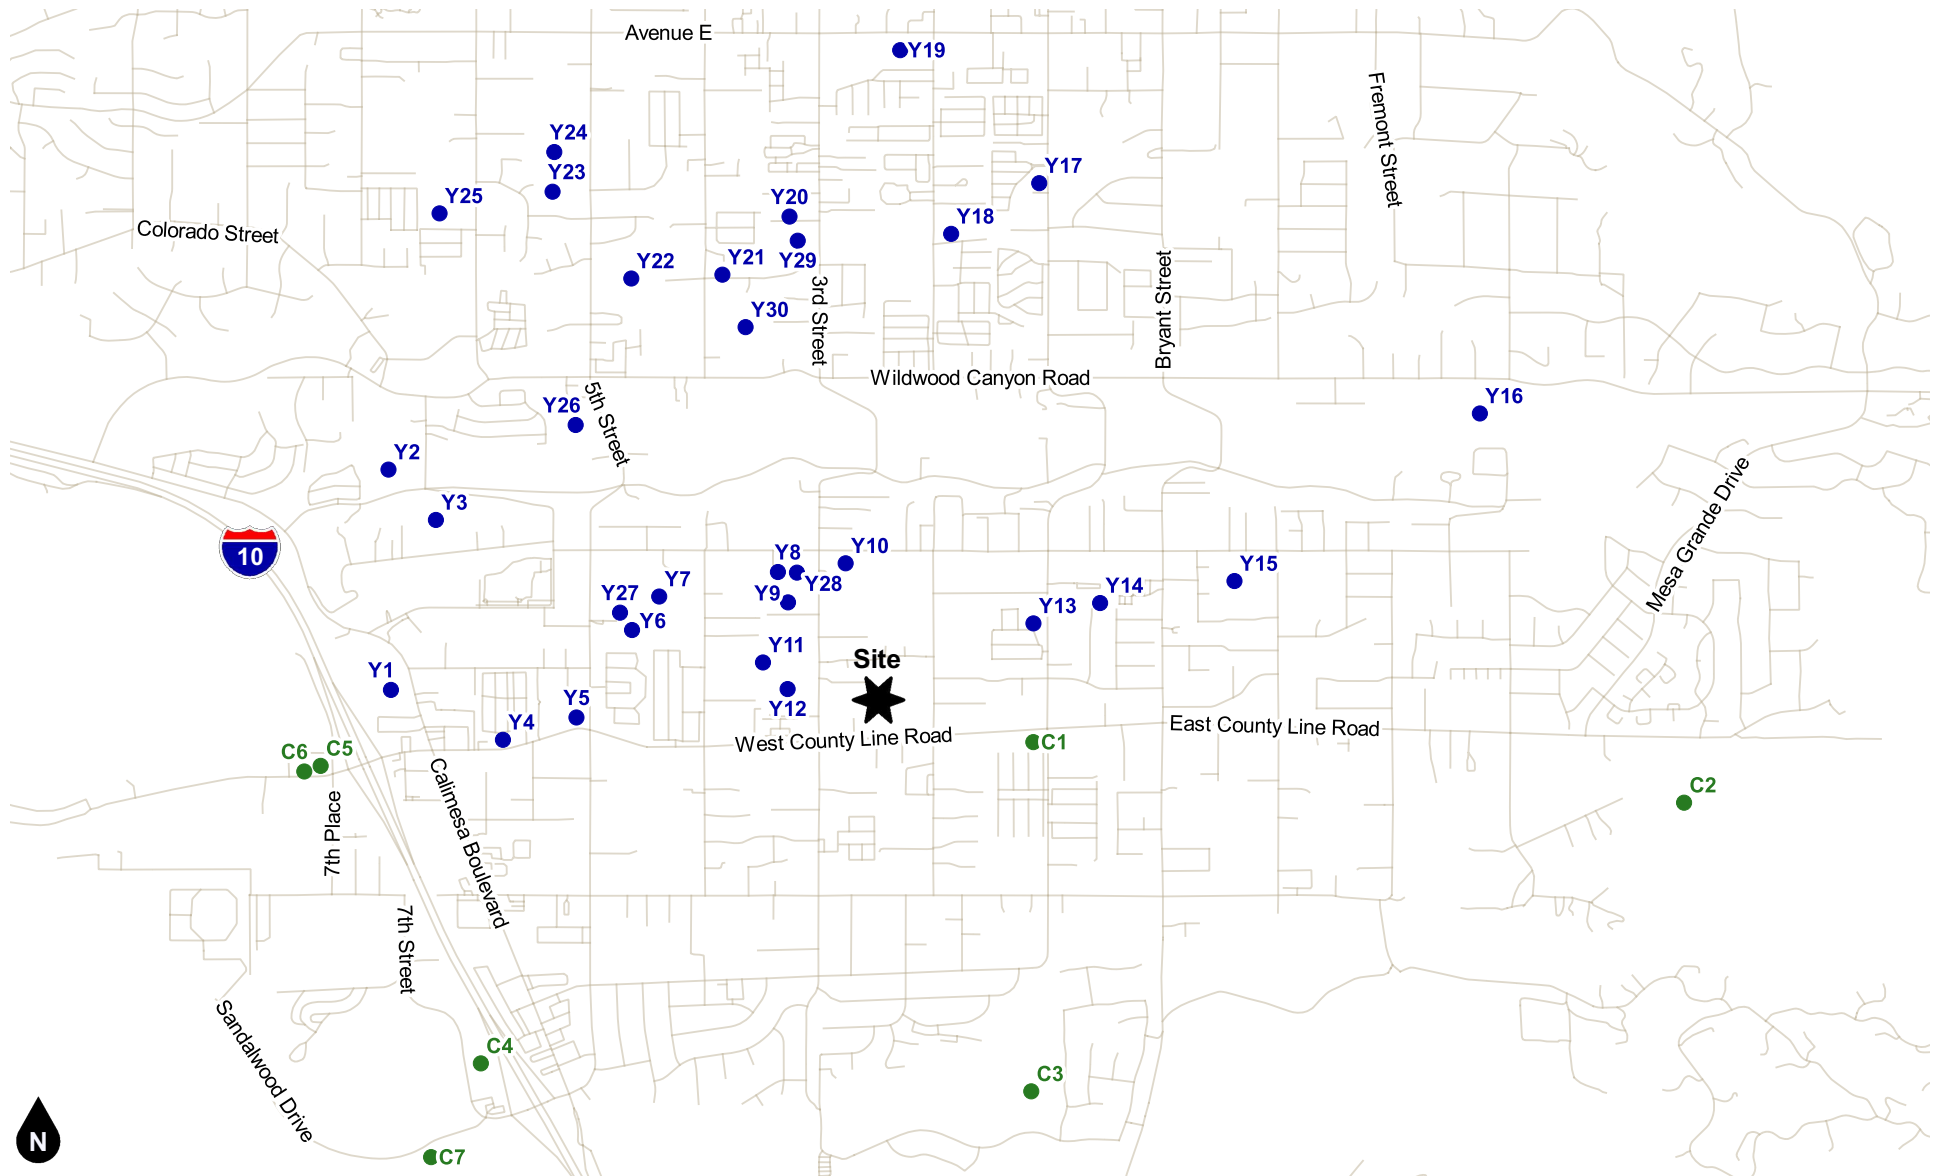 Avenue E
Y19
Fremont Street
Y24
Y23
Y17
Y25
Y20
Y18
Colorado Street
Y29
Y21
Y22
3rd Street
Bryant Street
Y30
Wildwood Canyon Road
Y16
Y26
5th Street
Y2
Y3
Mesa Grande Drive
10
Y10
Y8
Y28
Y9
Y7
Y27
Y6
Y15
Y14
Y13
Y11
Site
Y1
Y12
Y5
Y4
West County Line Road
East County Line Road
C1
C6
C5
C2
7th Place
Calimesa Boulevard
7th Street
Sandalwood Drive
C4
C3
N
C7